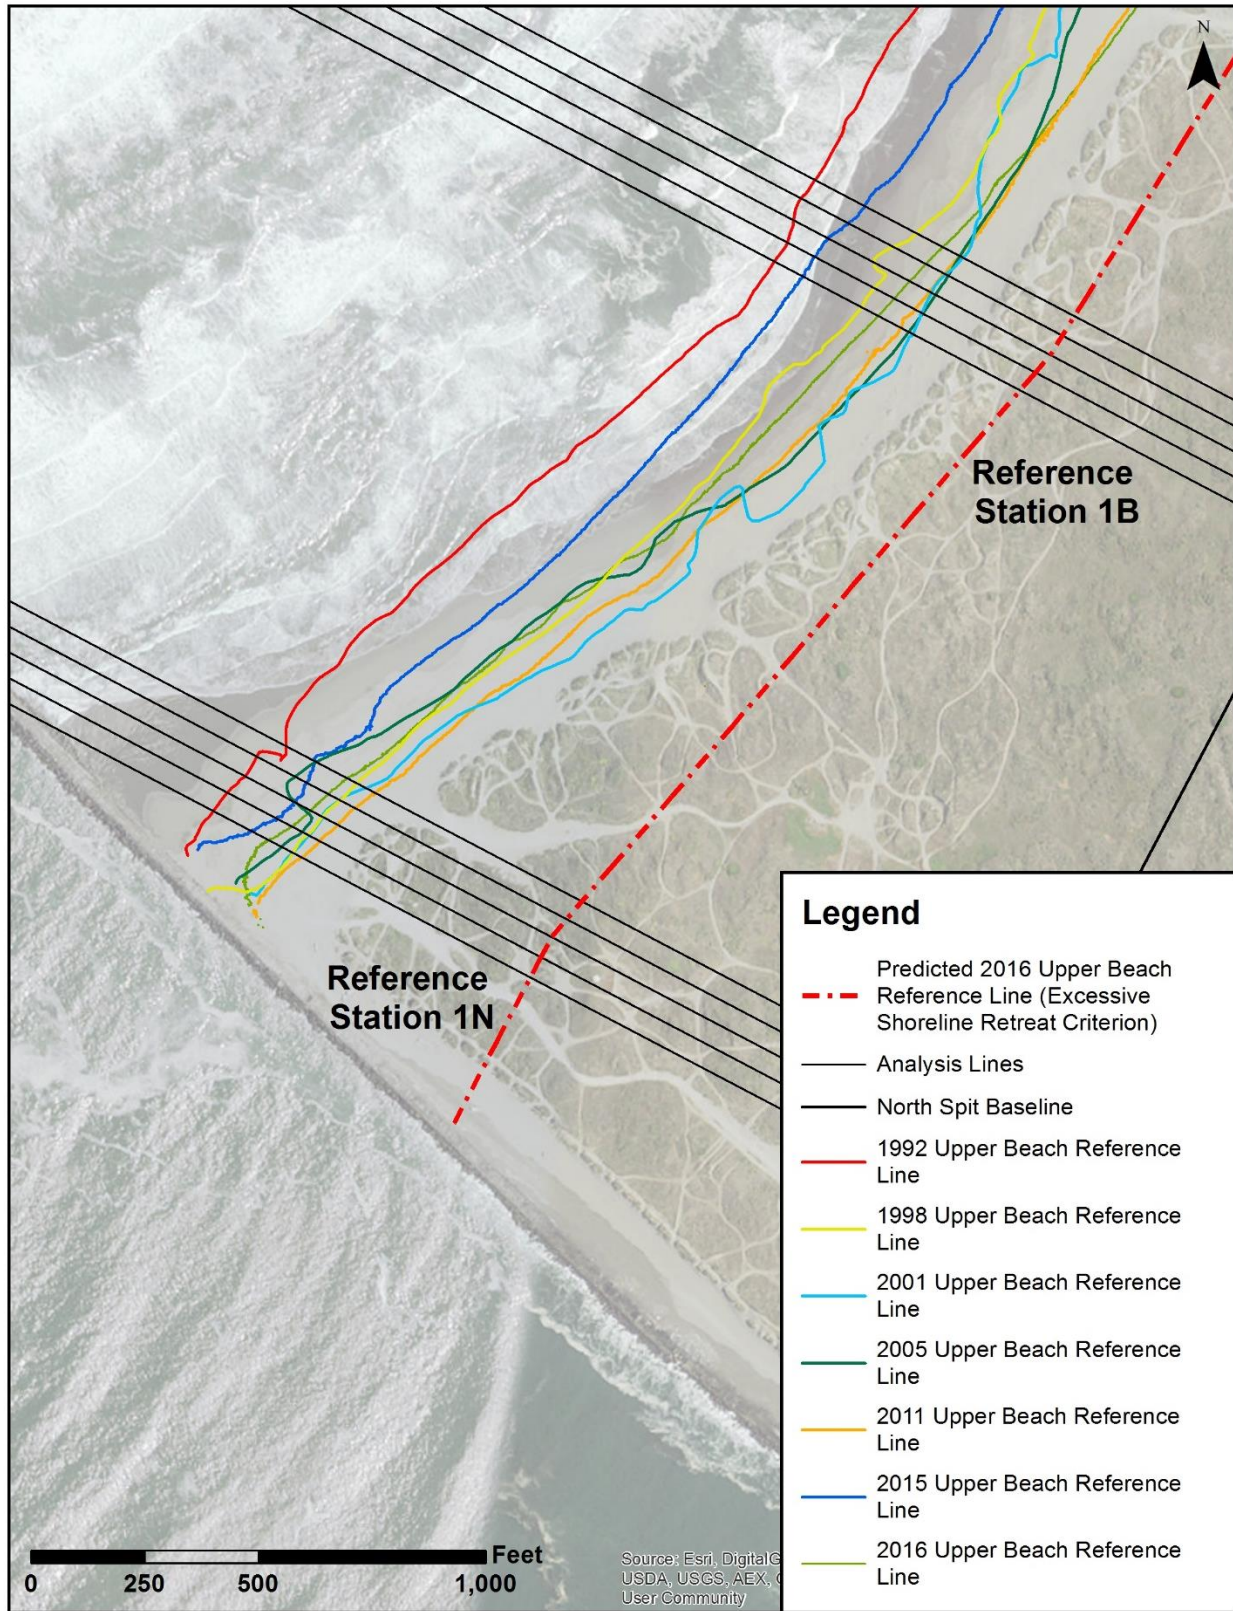 N
Reference
Station 1B
Reference
Station 1N
Legend
Predicted 2016 Upper Beach
Reference Line (Excessive
Shoreline Retreat Criterion)
Analysis Lines
North Spit Baseline
1992 Upper Beach Reference
Line
1998 Upper Beach Reference
Line
2001 Upper Beach Reference
Line
2005 Upper Beach Reference
Line
2011 Upper Beach Reference
Line
2015 Upper Beach Reference
Line
2016 Upper Beach Reference
Line
Feet
0 250 500 1,000
Source: Esri, DigitalG
USDA, USGS, AEX,
User Community